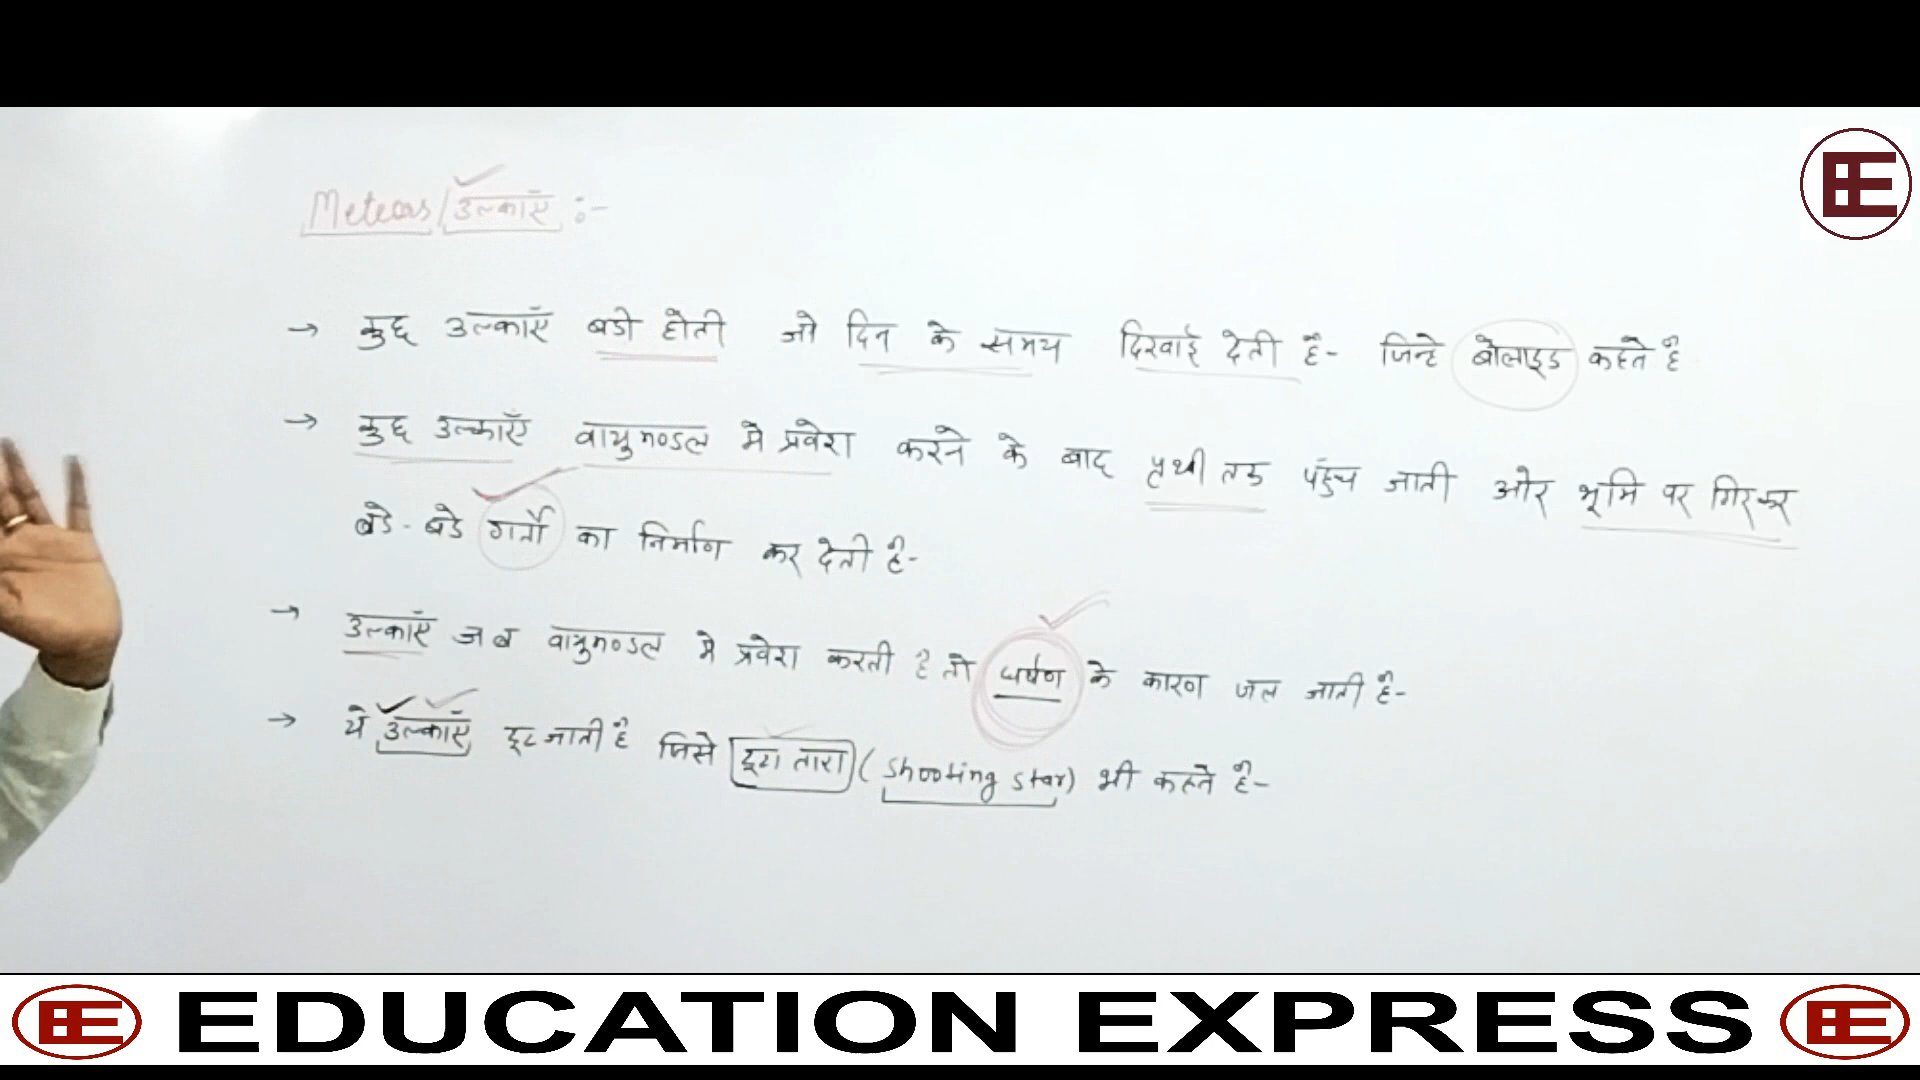 Meteors/उल्काएँ :-
→ कुछ उल्काएँ बडी होती जो दिन के समय दिखाई देती है- जिन्हे बोलाइड कहते है
→ कुछ उल्काएँ वायुमण्डल मे प्रवेश करने के बाद पृथ्वी तक पहुंच जाती ओर भूमि पर गिरकर
बडे-बडे गर्तो का निर्माण कर देती है-
→ उल्काएँ जब वायुमण्डल मे प्रवेश करती है तो घर्षण के कारण जल जाती है-
→ ये उल्काएँ टूट जाती है जिसे टूटा तारा (shooting star) भी कहते है-
EDUCATION EXPRESS